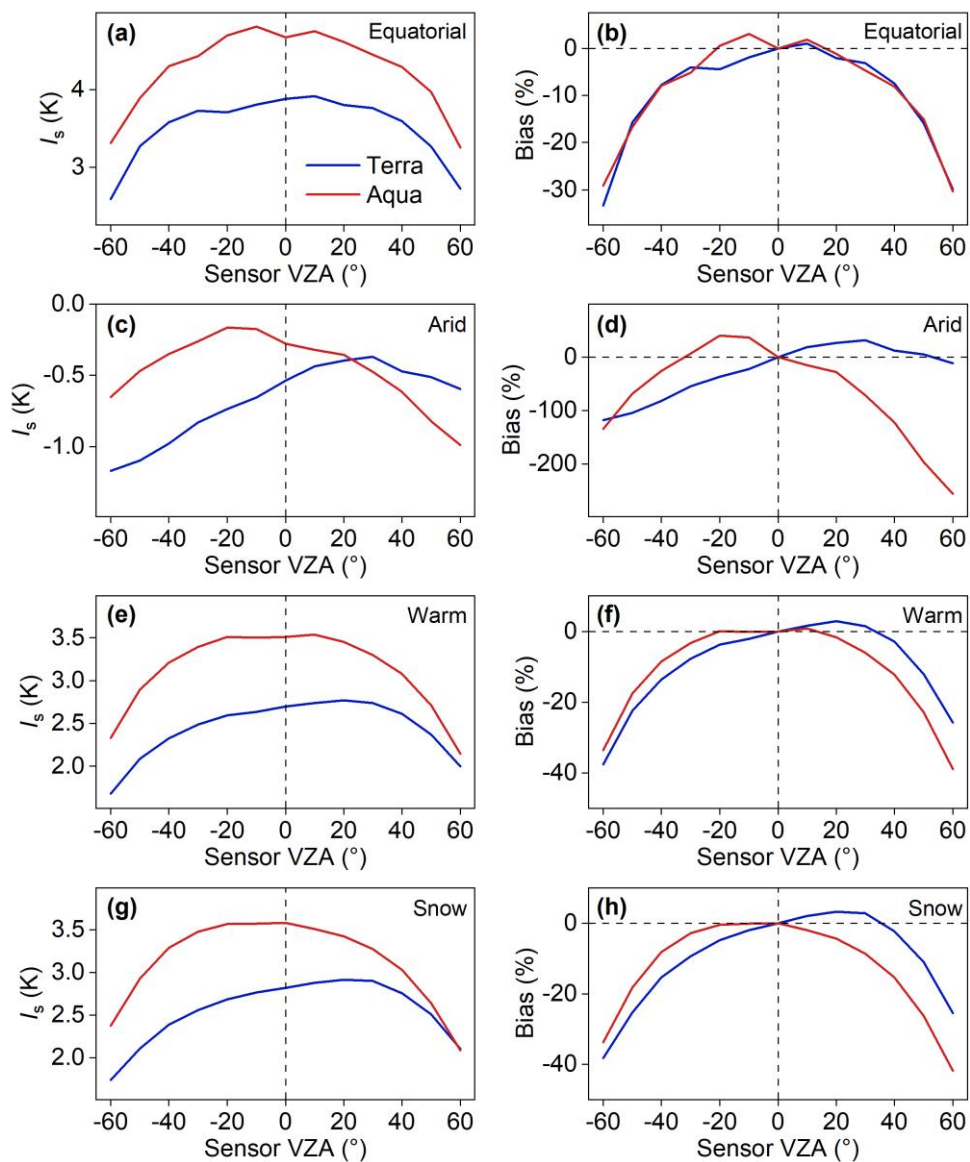 (a) Equatorial
I_s (K)
4
3
Terra
Aqua
-60 -40 -20 0 20 40 60
Sensor VZA (°)
(b) Equatorial
Bias (%)
0
-10
-20
-30
-60 -40 -20 0 20 40 60
Sensor VZA (°)
(c) Arid
I_s (K)
0.0
-0.5
-1.0
-60 -40 -20 0 20 40 60
Sensor VZA (°)
(d) Arid
Bias (%)
0
-100
-200
-60 -40 -20 0 20 40 60
Sensor VZA (°)
(e) Warm
I_s (K)
3.5
3.0
2.5
2.0
-60 -40 -20 0 20 40 60
Sensor VZA (°)
(f) Warm
Bias (%)
0
-20
-40
-60 -40 -20 0 20 40 60
Sensor VZA (°)
(g) Snow
I_s (K)
3.5
3.0
2.5
2.0
-60 -40 -20 0 20 40 60
Sensor VZA (°)
(h) Snow
Bias (%)
0
-20
-40
-60 -40 -20 0 20 40 60
Sensor VZA (°)